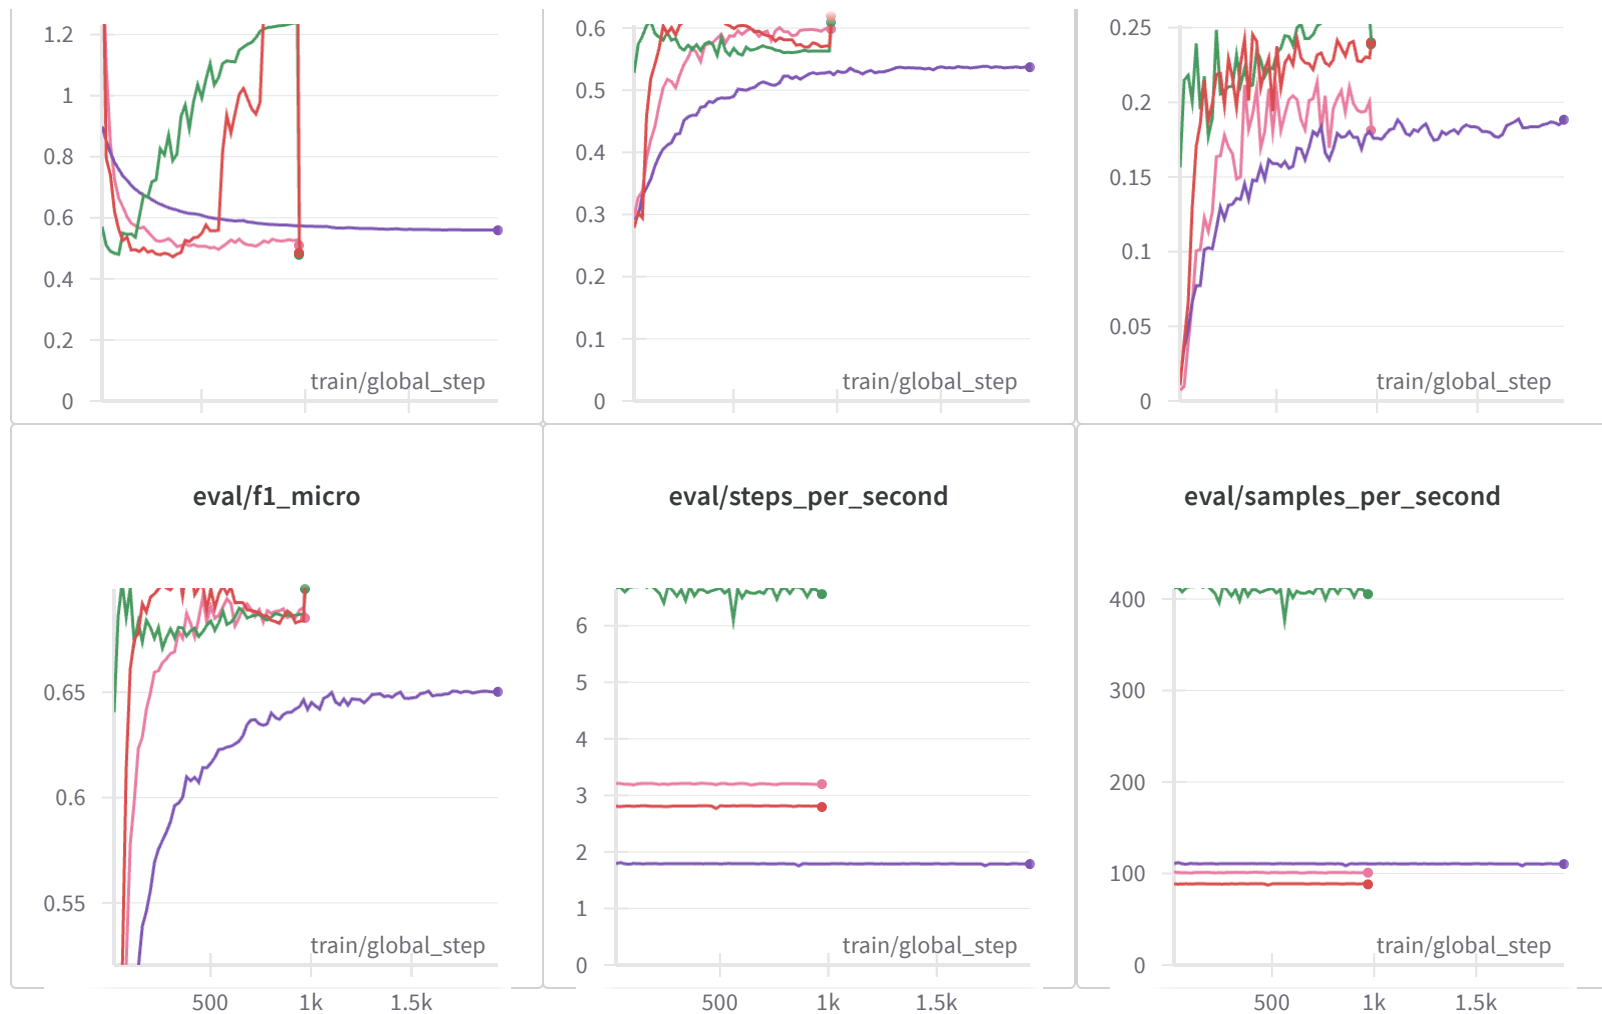 1.2
1
0.8
0.6
0.4
0.2
0
train/global_step
0.6
0.5
0.4
0.3
0.2
0.1
0
train/global_step
0.25
0.2
0.15
0.1
0.05
0
train/global_step
eval/f1_micro
0.65
0.6
0.55
train/global_step
500 1k 1.5k
eval/steps_per_second
6
5
4
3
2
1
0
train/global_step
500 1k 1.5k
eval/samples_per_second
400
300
200
100
0
train/global_step
500 1k 1.5k